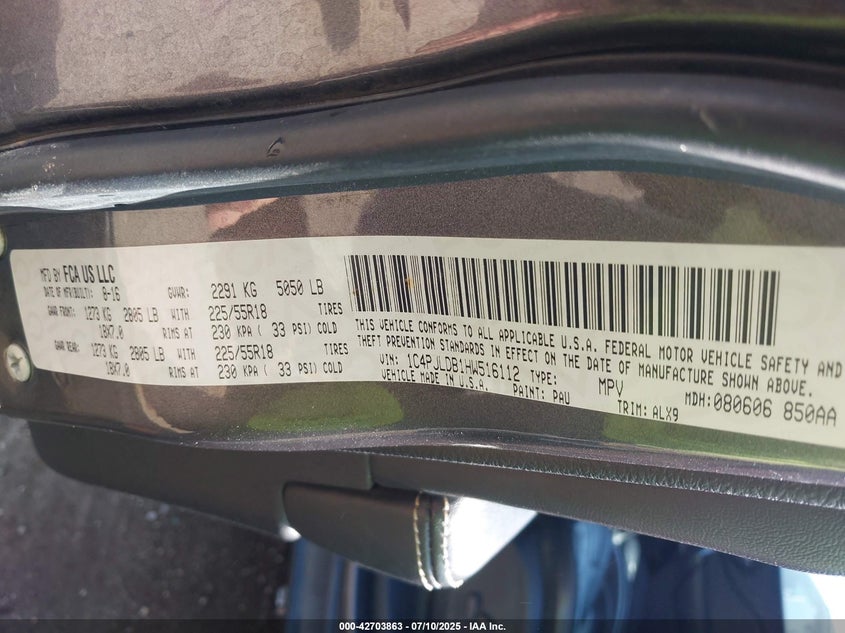 MFD BY FCA US LLC
DATE OF MFR(BUILT): 8-16 GVWR: 2291 KG 5050 LB
GAWR FRONT: 1273 KG 2805 LB WITH 225/55R18 TIRES
18X7.0 RIMS AT 230 KPA ( 33 PSI) COLD
GAWR REAR: 1273 KG 2805 LB WITH 225/55R18 TIRES
18X7.0 RIMS AT 230 KPA ( 33 PSI) COLD
THIS VEHICLE CONFORMS TO ALL APPLICABLE U.S.A. FEDERAL MOTOR VEHICLE SAFETY AND
THEFT PREVENTION STANDARDS IN EFFECT ON THE DATE OF MANUFACTURE SHOWN ABOVE.
VIN: 1C4PJLDB1HW516112 TYPE: MPV MDH:080606 850AA
MADE IN U.S.A. PAINT: PAU TRIM: ALX9
000-42703863 - 07/10/2025 - IAA Inc.